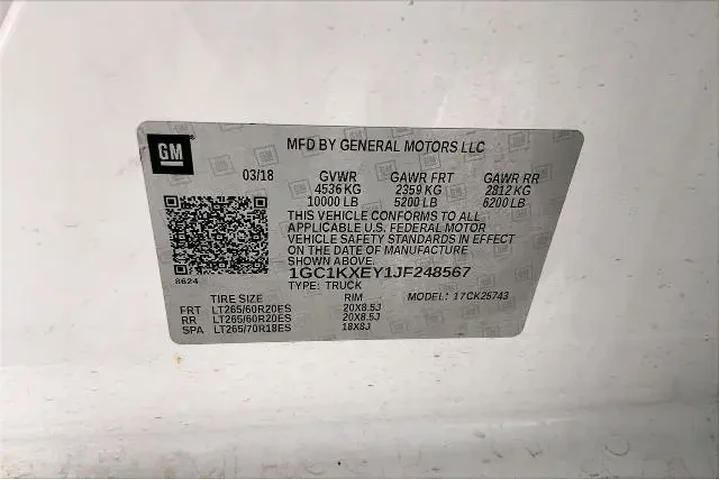 GM
MFD BY GENERAL MOTORS LLC
03/18 GVWR GAWR FRT GAWR RR
4536 KG 2359 KG 2812 KG
10000 LB 5200 LB 6200 LB
THIS VEHICLE CONFORMS TO ALL
APPLICABLE U.S. FEDERAL MOTOR
VEHICLE SAFETY STANDARDS IN EFFECT
ON THE DATE OF MANUFACTURE
SHOWN ABOVE.
8624
1GC1KXEY1JF248567
TYPE: TRUCK
TIRE SIZE RIM MODEL: 17CK25743
FRT LT265/60R20ES 20X8.5J
RR LT265/60R20ES 20X8.5J
SPA LT265/70R18ES 18X8J